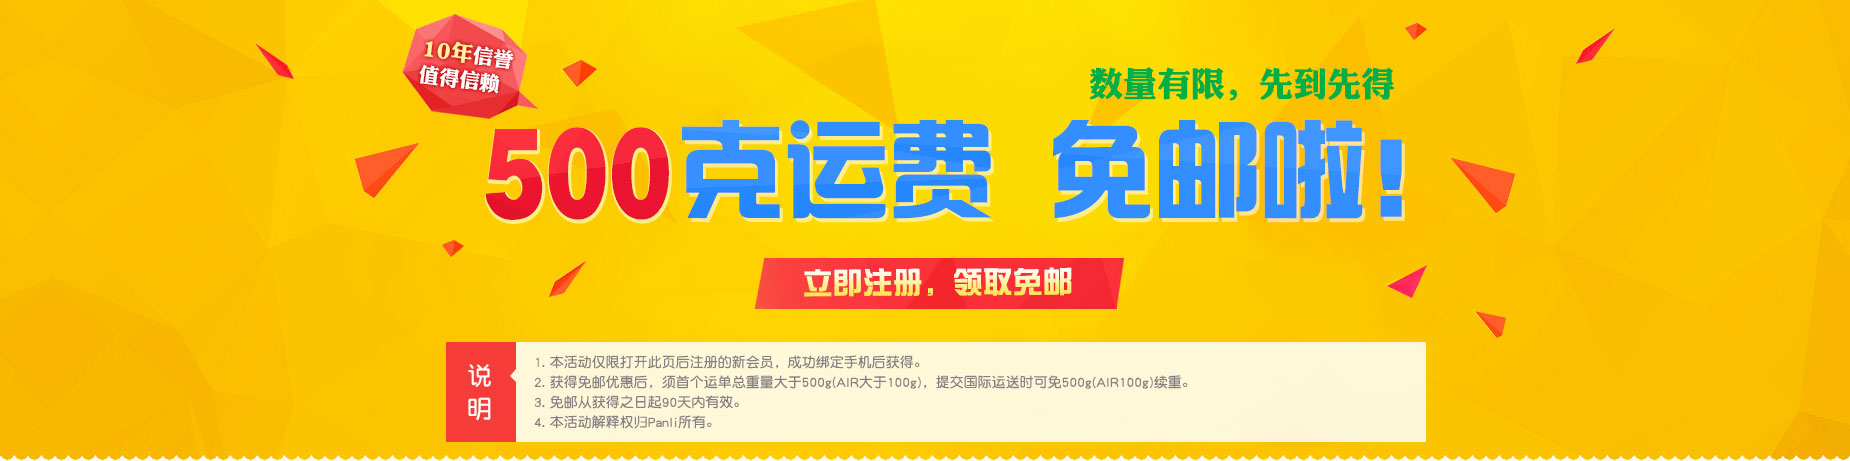 10年信誉
值得信赖
数量有限，先到先得
500克运费 免邮啦!
立即注册，领取免邮
说明
1. 本活动仅限打开此页后注册的新会员，成功绑定手机后获得。
2. 获得免邮优惠后，须首个运单总重量大于500g(AIR大于100g)，提交国际运送时可免500g(AIR100g)续重。
3. 免邮从获得之日起90天内有效。
4. 本活动解释权归Panli所有。